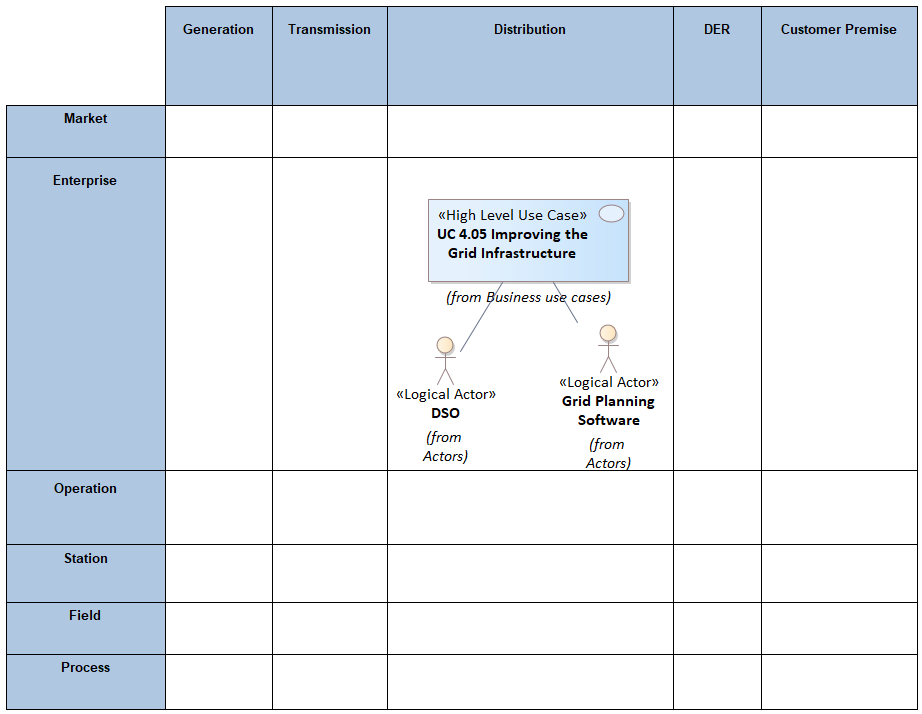 Generation
Transmission
Distribution
DER
Customer Premise
Market
Enterprise
«High Level Use Case»
UC 4.05 Improving the
Grid Infrastructure
(from Business use cases)
«Logical Actor»
DSO
(from
Actors)
«Logical Actor»
Grid Planning
Software
(from
Actors)
Operation
Station
Field
Process